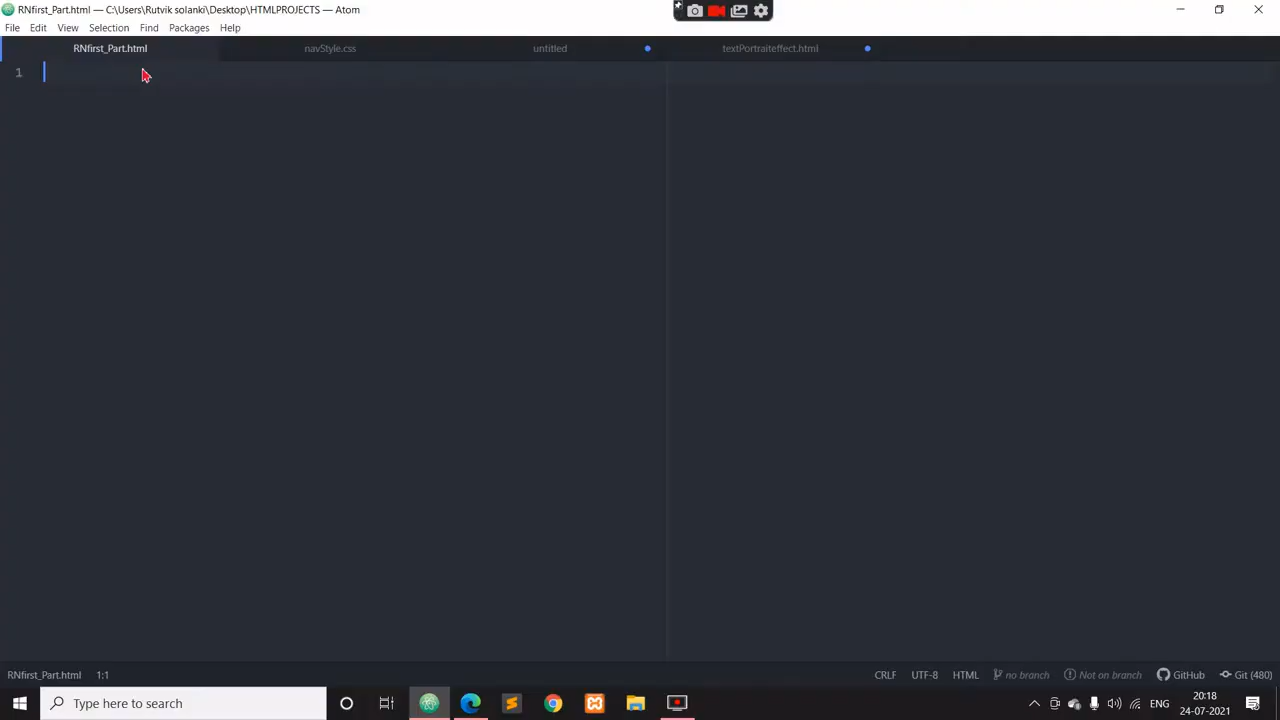 RNfirst_Part.html — C:\Users\Rutvik solanki\Desktop\HTMLPROJECTS — Atom
File Edit View Selection Find Packages Help
RNfirst_Part.html navStyle.css untitled textPortraiteffect.html
1
RNfirst_Part.html 1:1 CRLF UTF-8 HTML no branch Not on branch GitHub Git (480)
Type here to search ENG 20:18
24-07-2021